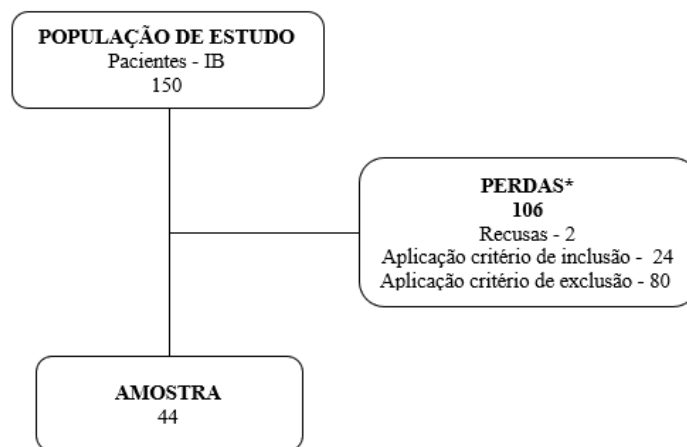 POPULAÇÃO DE ESTUDO
Pacientes - IB
150
PERDAS*
106
Recusas - 2
Aplicação critério de inclusão - 24
Aplicação critério de exclusão - 80
AMOSTRA
44